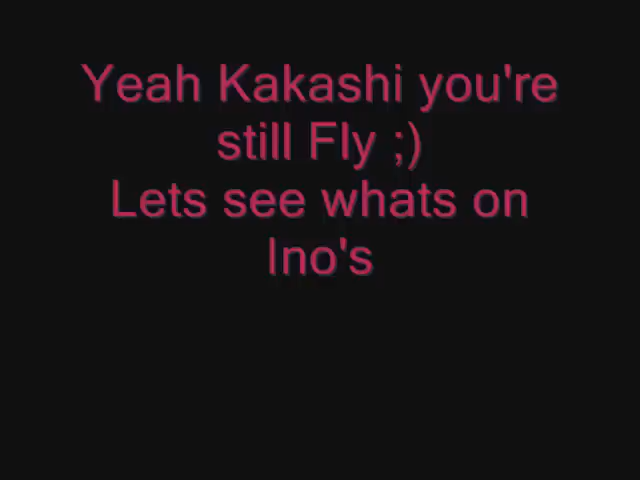 Yeah Kakashi you're
still Fly ;)
Lets see whats on
Ino's